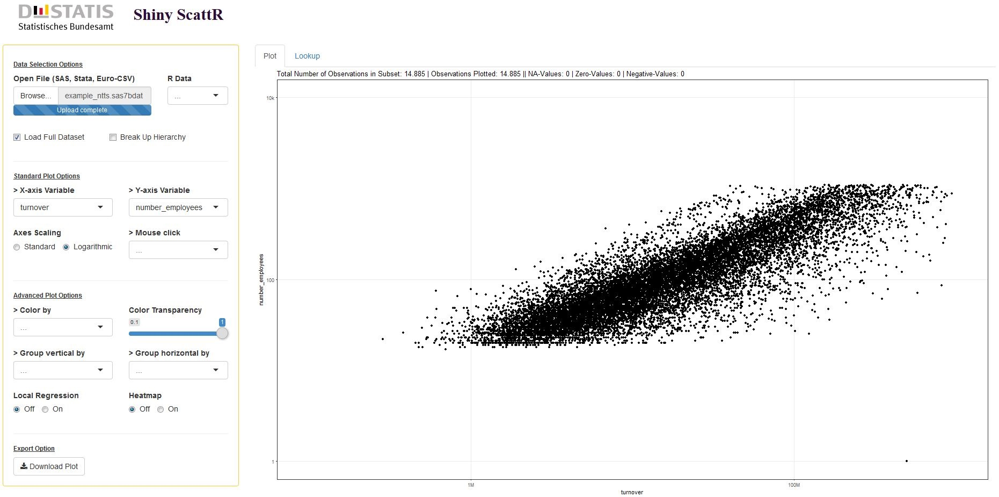 DESTATIS
Statistisches Bundesamt
Shiny ScattR
Data Selection Options
Open File (SAS, Stata, Euro-CSV)
R Data
Browse...
example_ntts.sas7bdat
...
Upload complete
Load Full Dataset
Break Up Hierarchy
Standard Plot Options
> X-axis Variable
> Y-axis Variable
turnover
number_employees
Axes Scaling
> Mouse click
Standard
Logarithmic
...
Advanced Plot Options
> Color by
Color Transparency
...
0.1
1
> Group vertical by
> Group horizontal by
...
...
Local Regression
Heatmap
Off
On
Off
On
Export Option
Download Plot
Plot
Lookup
Total Number of Observations in Subset: 14.885 | Observations Plotted: 14.885 || NA-Values: 0 | Zero-Values: 0 | Negative-Values: 0
10k
100
1
number_employees
1M
100M
turnover